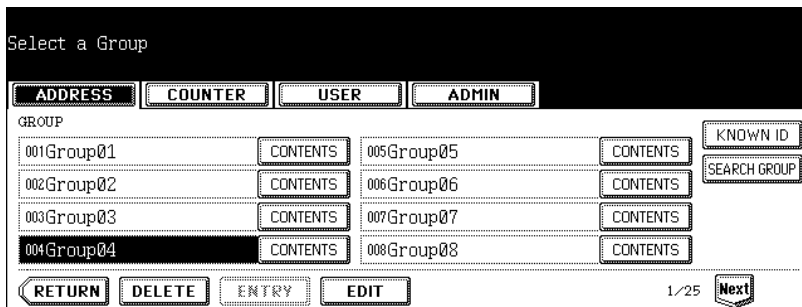 Select a Group
ADDRESS COUNTER USER ADMIN
GROUP
KNOWN ID
001Group01 CONTENTS 005Group05 CONTENTS
SEARCH GROUP
002Group02 CONTENTS 006Group06 CONTENTS
003Group03 CONTENTS 007Group07 CONTENTS
004Group04 CONTENTS 008Group08 CONTENTS
RETURN DELETE ENTRY EDIT 1/25 Next